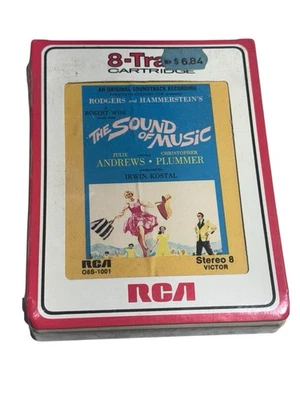 8-Tra
$ 6.84
CARTRIDGE
AN ORIGINAL SOUNDTRACK RECORDING
RODGERS and HAMMERSTEIN'S
ROBERT WISE
THE SOUND
OF MUSIC
JULIE CHRISTOPHER
ANDREWS • PLUMMER
IRWIN KOSTAL
RCA Stereo 8
O8S-1001 VICTOR
RCA